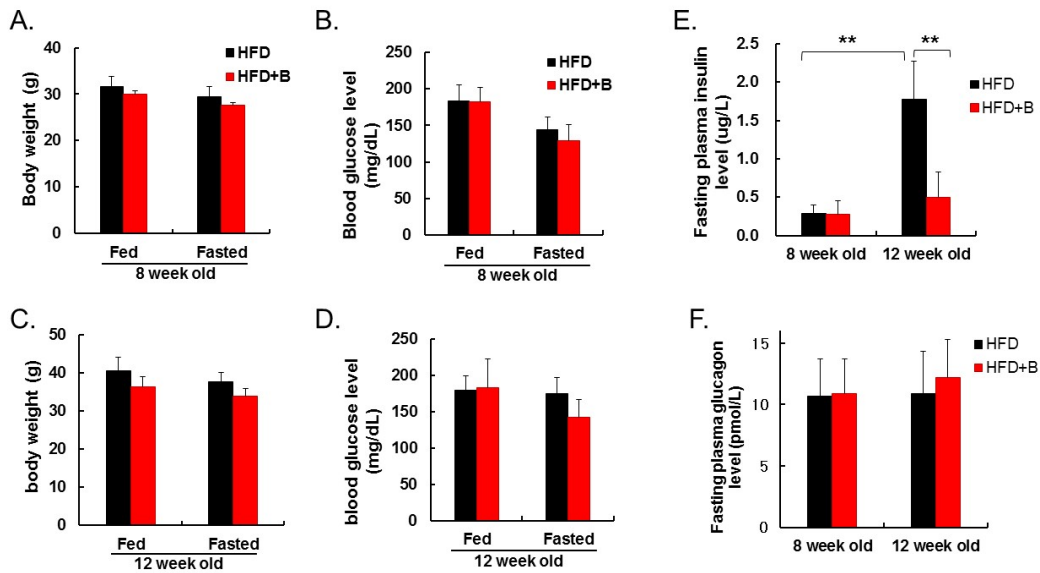 A.
Body weight (g)
40
30
20
10
0
HFD
HFD+B
Fed
Fasted
8 week old
B.
Blood glucose level
(mg/dL)
250
200
150
100
50
0
HFD
HFD+B
Fed
Fasted
8 week old
E.
Fasting plasma insulin
level (ug/L)
2.5
2.0
1.5
1.0
0.5
0.0
**
**
HFD
HFD+B
8 week old
12 week old
C.
body weight (g)
50
40
30
20
10
0
Fed
Fasted
12 week old
D.
blood glucose level
(mg/dL)
250
200
150
100
50
0
Fed
Fasted
12 week old
F.
Fasting plasma glucagon
level (pmol/L)
15
10
5
0
HFD
HFD+B
8 week old
12 week old